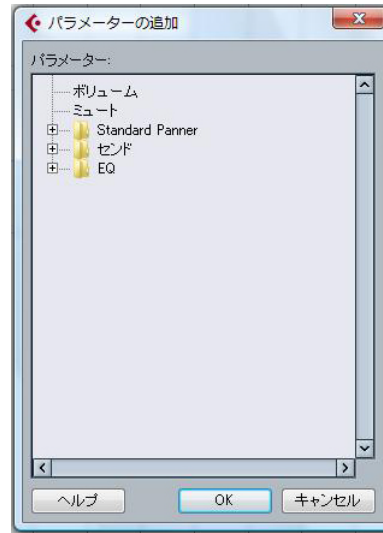 パラメーターの追加
パラメーター:
ボリューム
ミュート
Standard Panner
センド
EQ
ヘルプ
OK
キャンセル